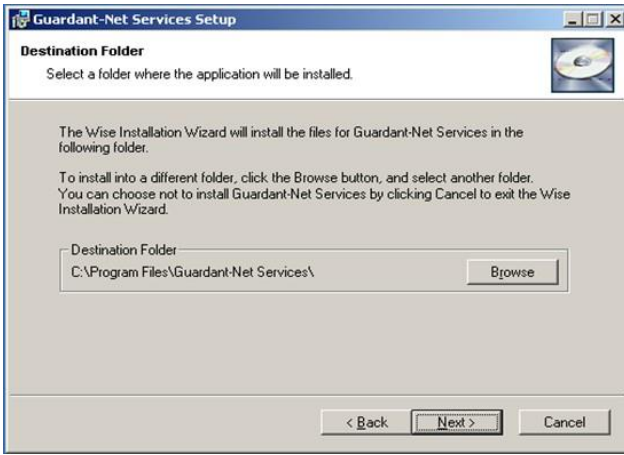 Guardant-Net Services Setup
Destination Folder
Select a folder where the application will be installed.
The Wise Installation Wizard will install the files for Guardant-Net Services in the
following folder.
To install into a different folder, click the Browse button, and select another folder.
You can choose not to install Guardant-Net Services by clicking Cancel to exit the Wise
Installation Wizard.
Destination Folder
C:\Program Files\Guardant-Net Services\
Browse
< Back
Next >
Cancel